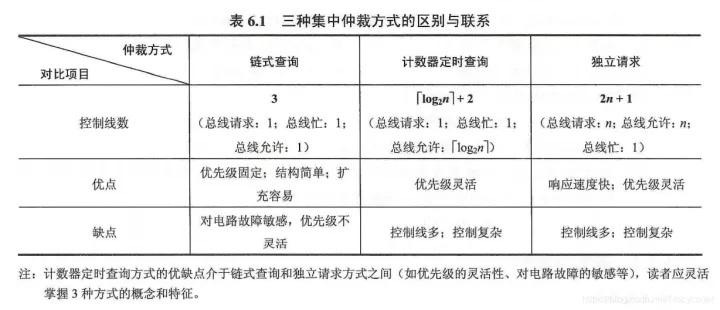 表 6.1 三种集中仲裁方式的区别与联系
仲裁方式
对比项目
链式查询
计数器定时查询
独立请求
控制线数
3
(总线请求：1；总线忙：1；
总线允许：1)
⌈log₂n⌉+2
(总线请求：1；总线忙：1；
总线允许：⌈log₂n⌉)
2n+1
(总线请求：n；总线允许：n；
总线忙：1)
优点
优先级固定；结构简单；扩
充容易
优先级灵活
响应速度快；优先级灵活
缺点
对电路故障敏感，优先级不
灵活
控制线多；控制复杂
控制线多；控制复杂
注：计数器定时查询方式的优缺点介于链式查询和独立请求方式之间（如优先级的灵活性、对电路故障的敏感等），读者应灵活
掌握 3 种方式的概念和特征。